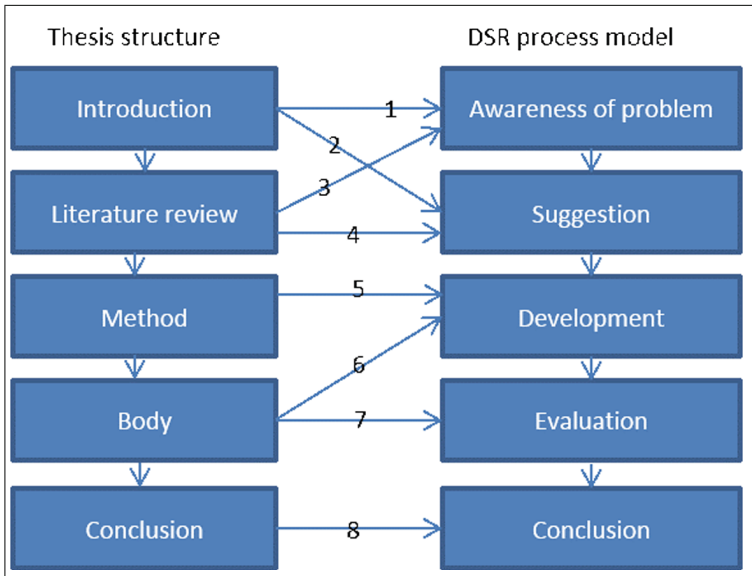 Thesis structure
DSR process model
Introduction
1
Awareness of problem
2
3
Literature review
4
Suggestion
Method
5
Development
6
Body
7
Evaluation
Conclusion
8
Conclusion